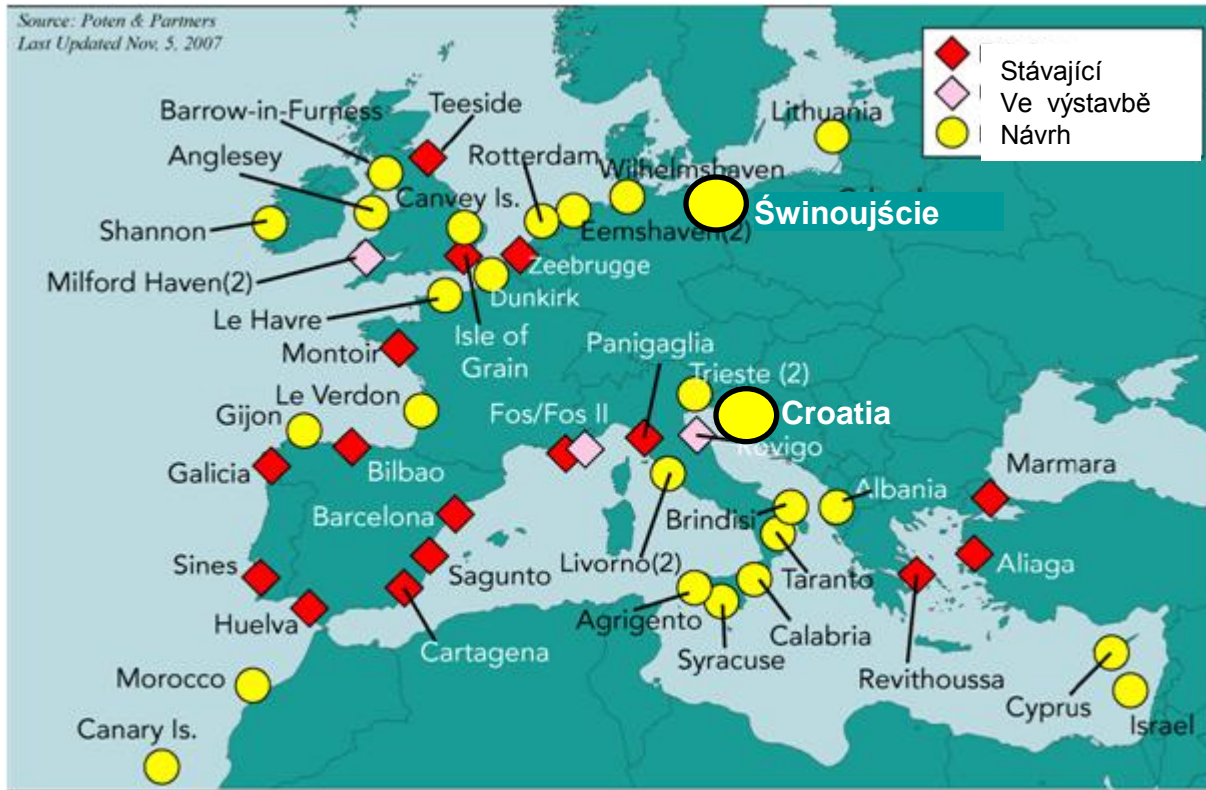 Source: Poten & Partners
Last Updated Nov. 5, 2007
Stávající
Ve výstavbě
Návrh
Barrow-in-Furness
Teeside
Lithuania
Anglesey
Rotterdam
Wilhelmshaven
Canvey Is.
Shannon
Świnoujście
Eemshaven(2)
Milford Haven(2)
Zeebrugge
Dunkirk
Le Havre
Isle of
Grain
Montoir
Panigaglia
Trieste (2)
Le Verdon
Gijon
Fos/Fos II
Croatia
Rovigo
Galicia
Bilbao
Marmara
Barcelona
Albania
Brindisi
Sines
Sagunto
Livorno(2)
Taranto
Aliaga
Huelva
Agrigento
Calabria
Cartagena
Syracuse
Revithoussa
Morocco
Cyprus
Israel
Canary Is.